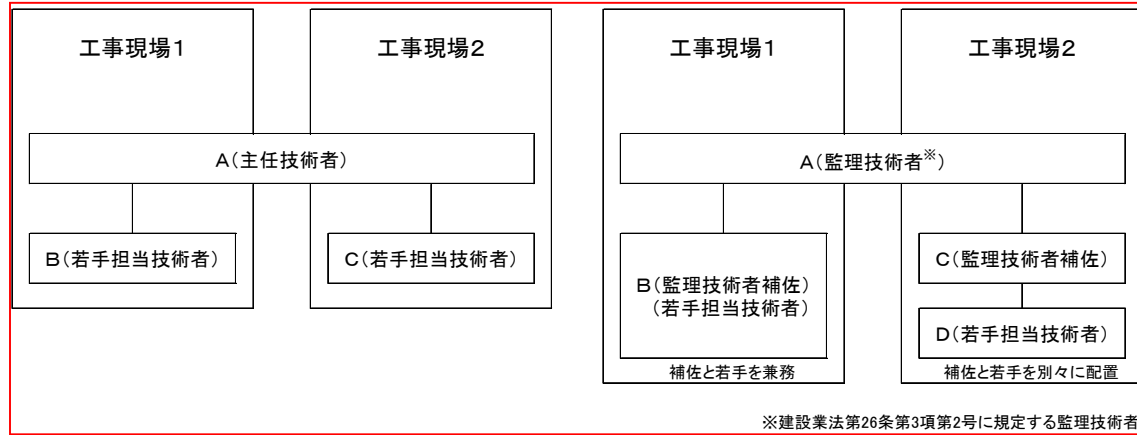 工事現場1
工事現場2
A(主任技術者)
B(若手担当技術者)
C(若手担当技術者)
工事現場1
工事現場2
A(監理技術者※)
B(監理技術者補佐)
(若手担当技術者)
補佐と若手を兼務
C(監理技術者補佐)
D(若手担当技術者)
補佐と若手を別々に配置
※建設業法第26条第3項第2号に規定する監理技術者